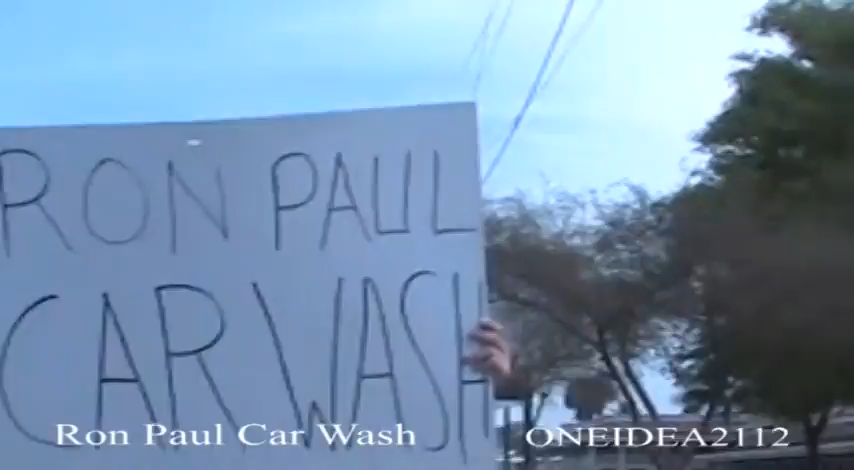 RON PAUL
CAR WASH
Ron Paul Car Wash
ONEIDEA2112